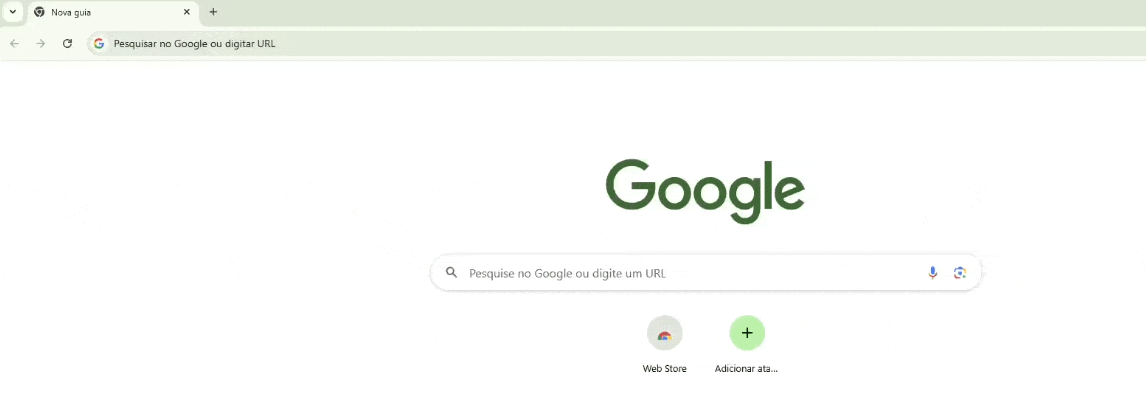 Nova guia
Pesquisar no Google ou digitar URL
Google
Pesquise no Google ou digite um URL
Web Store
Adicionar ata...